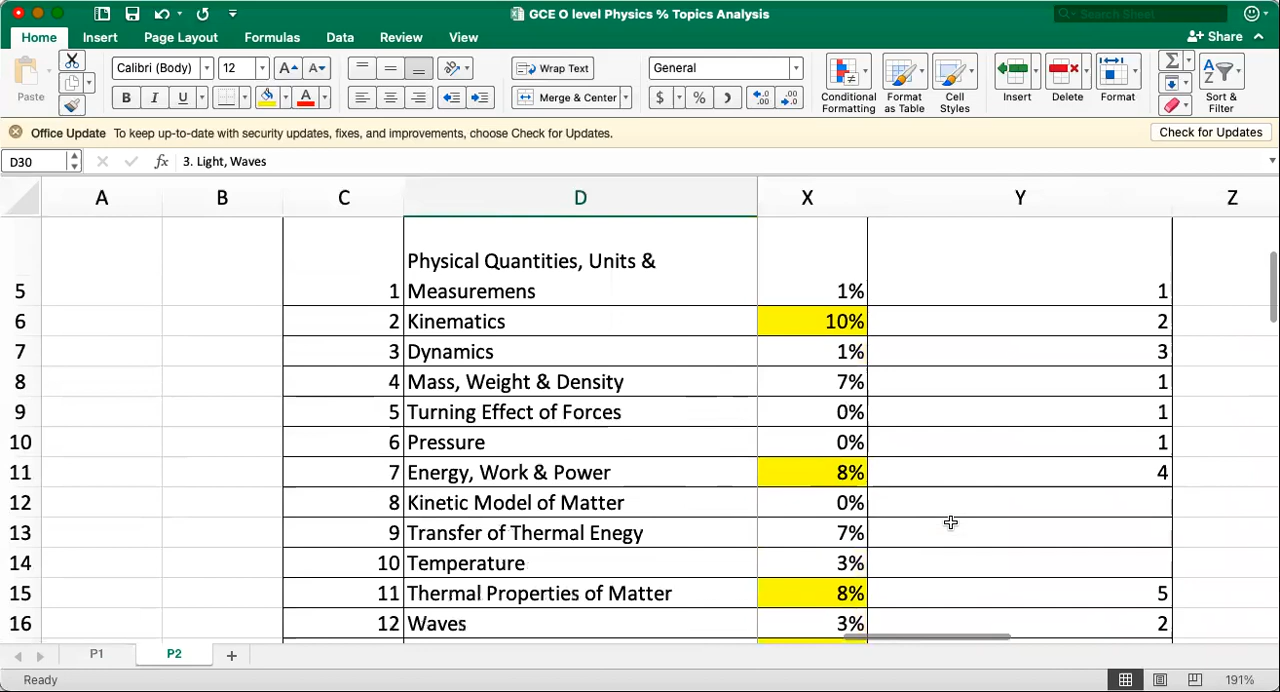 GCE O level Physics % Topics Analysis
Search Sheet
Home Insert Page Layout Formulas Data Review View
Share
Paste
Calibri (Body) 12
A A
B I U
A
Wrap Text
Merge & Center
General
$ % .0 .00 .00 .0
Conditional Formatting
Format as Table
Cell Styles
Insert
Delete
Format
Sort & Filter
Office Update To keep up-to-date with security updates, fixes, and improvements, choose Check for Updates.
Check for Updates
D30 fx 3. Light, Waves
A B C D X Y Z
Physical Quantities, Units &
5 1 Measuremens 1% 1
6 2 Kinematics 10% 2
7 3 Dynamics 1% 3
8 4 Mass, Weight & Density 7% 1
9 5 Turning Effect of Forces 0% 1
10 6 Pressure 0% 1
11 7 Energy, Work & Power 8% 4
12 8 Kinetic Model of Matter 0%
13 9 Transfer of Thermal Enegy 7%
14 10 Temperature 3%
15 11 Thermal Properties of Matter 8% 5
16 12 Waves 3% 2
P1 P2
Ready 191%